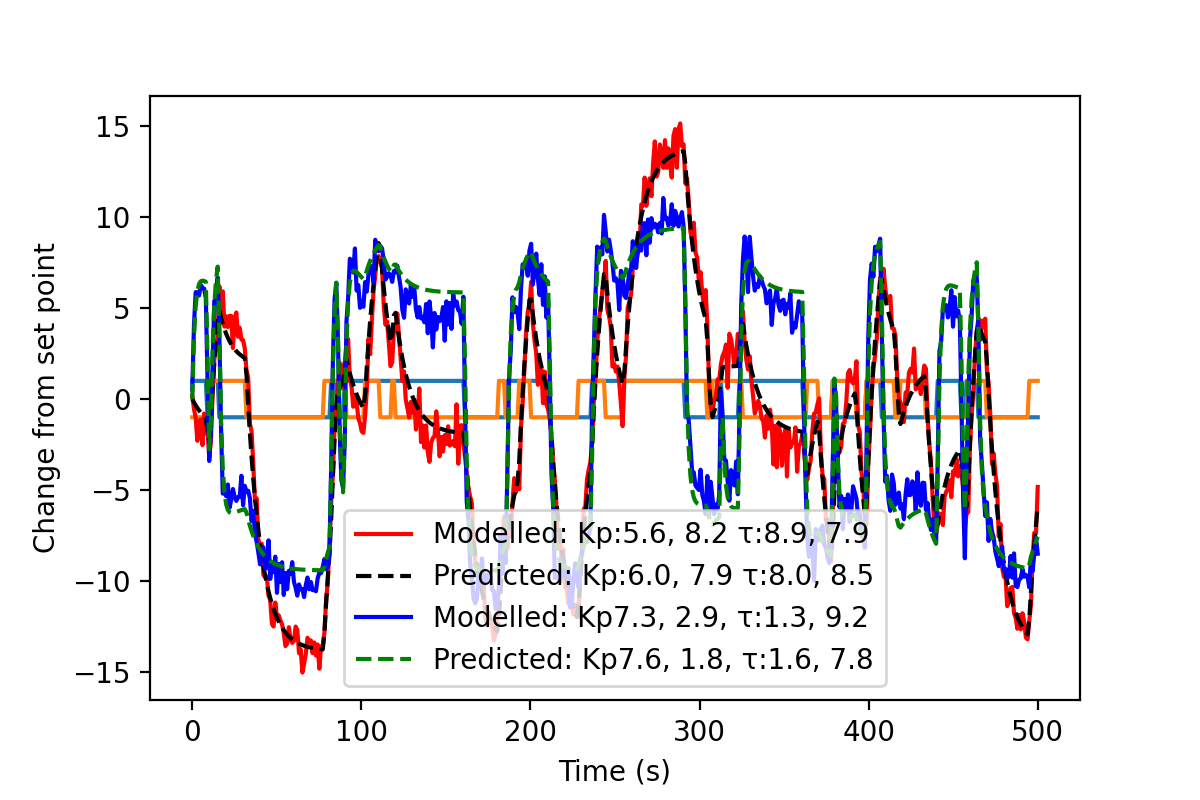 15
10
5
0
−5
−10
−15
Change from set point
Modelled: Kp:5.6, 8.2 τ:8.9, 7.9
Predicted: Kp:6.0, 7.9 τ:8.0, 8.5
Modelled: Kp7.3, 2.9, τ:1.3, 9.2
Predicted: Kp7.6, 1.8, τ:1.6, 7.8
0 100 200 300 400 500
Time (s)